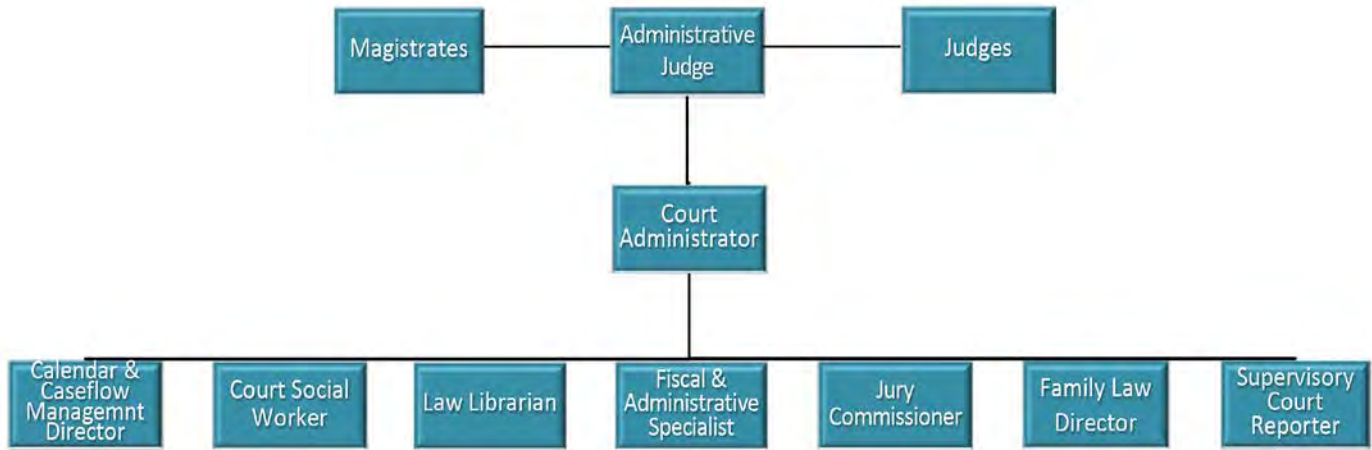 Magistrates
Administrative
Judge
Judges
Court
Administrator
Calendar &
Caseflow
Managemnt
Director
Court Social
Worker
Law Librarian
Fiscal &
Administrative
Specialist
Jury
Commissioner
Family Law
Director
Supervisory
Court
Reporter